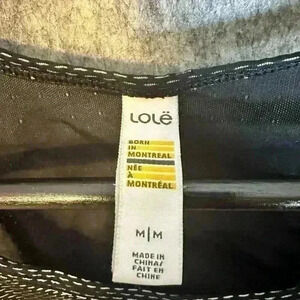 LOLË
BORN
IN
MONTREAL
NÉE
À
MONTRÉAL
M|M
MADE IN
CHINA/
FAIT EN
CHINE